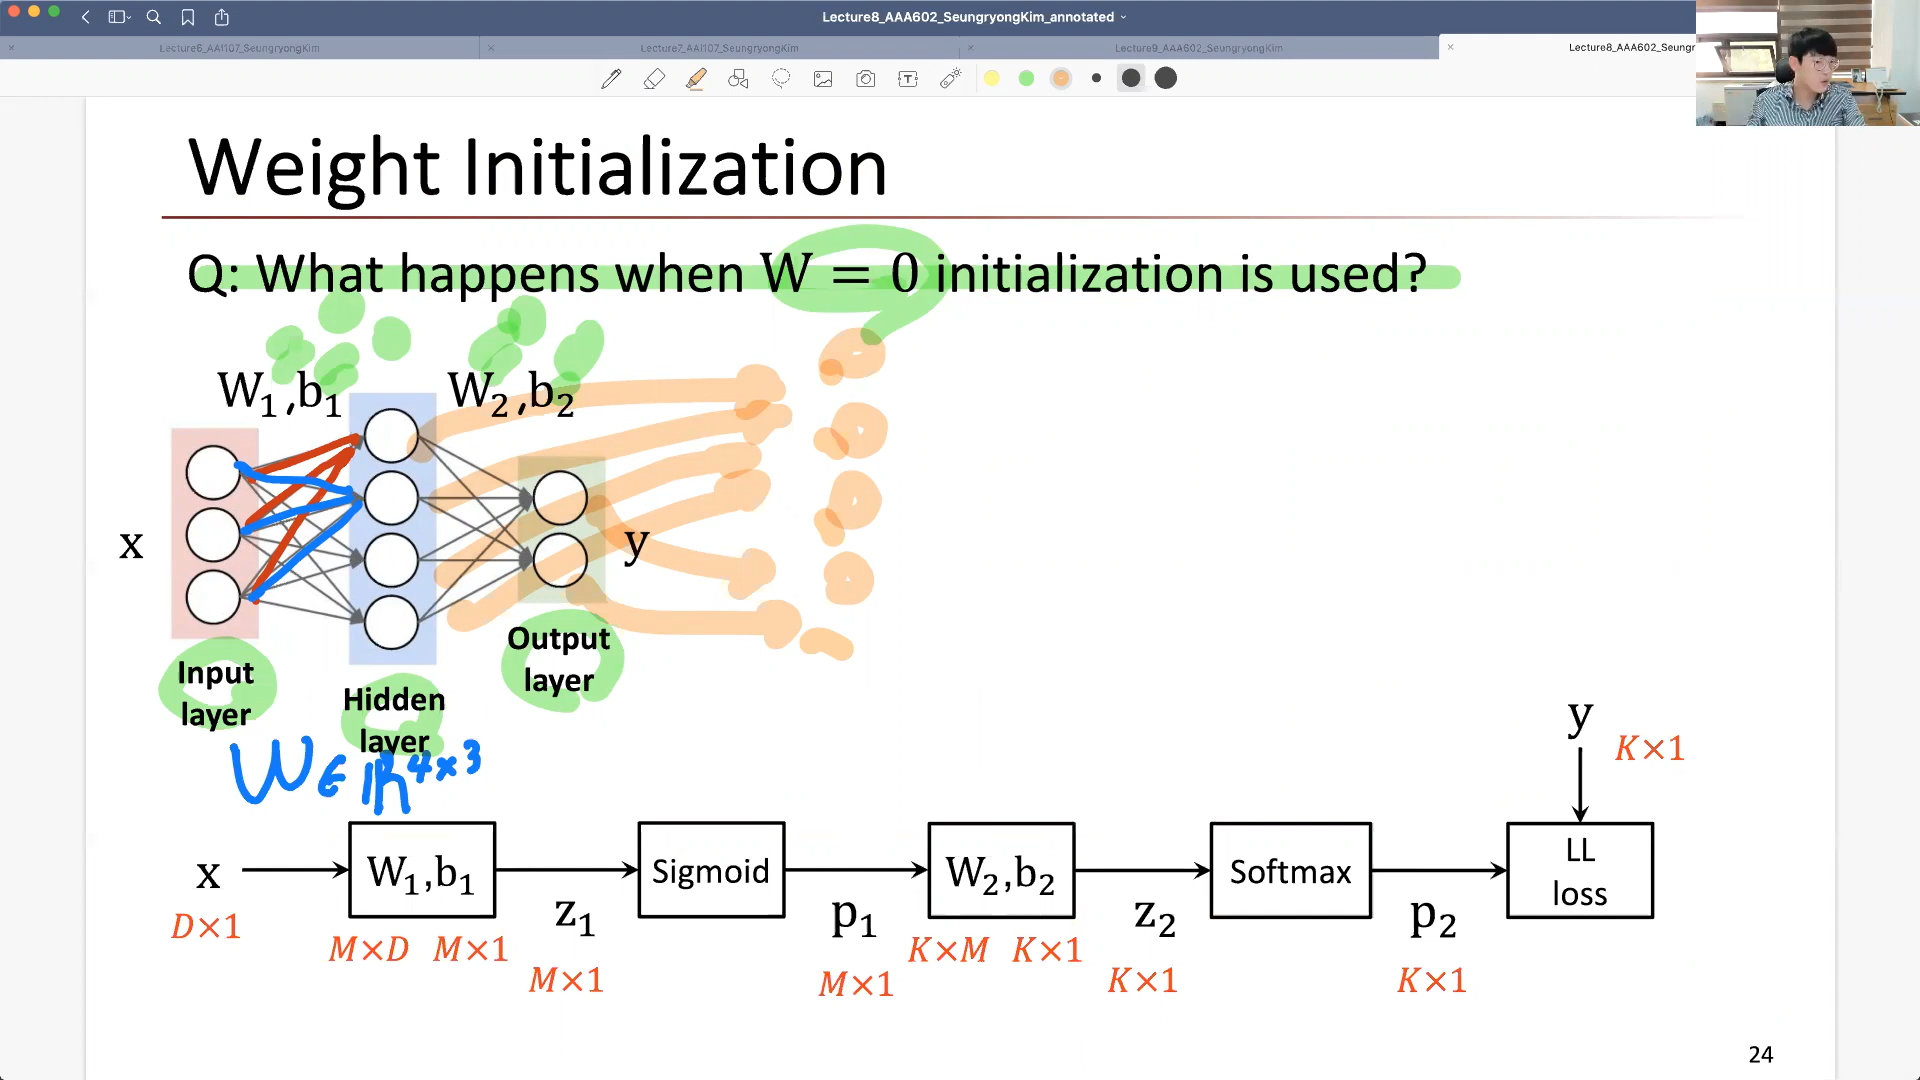 Lecture8_AAA602_SeungryongKim_annotated
Lecture6_AAI107_SeungryongKim
Lecture7_AAI107_SeungryongKim
Lecture9_AAA602_SeungryongKim
Lecture8_AAA602_Seungr
Weight Initialization
Q: What happens when W = 0 initialization is used?
W₁,b₁
W₂,b₂
x
y
Input layer
Hidden layer
Output layer
W∈ℝ⁴ˣ³
y
K×1
x
W₁,b₁
Sigmoid
W₂,b₂
Softmax
LL loss
z₁
p₁
z₂
p₂
D×1
M×D
M×1
M×1
M×1
K×M
K×1
K×1
K×1
24